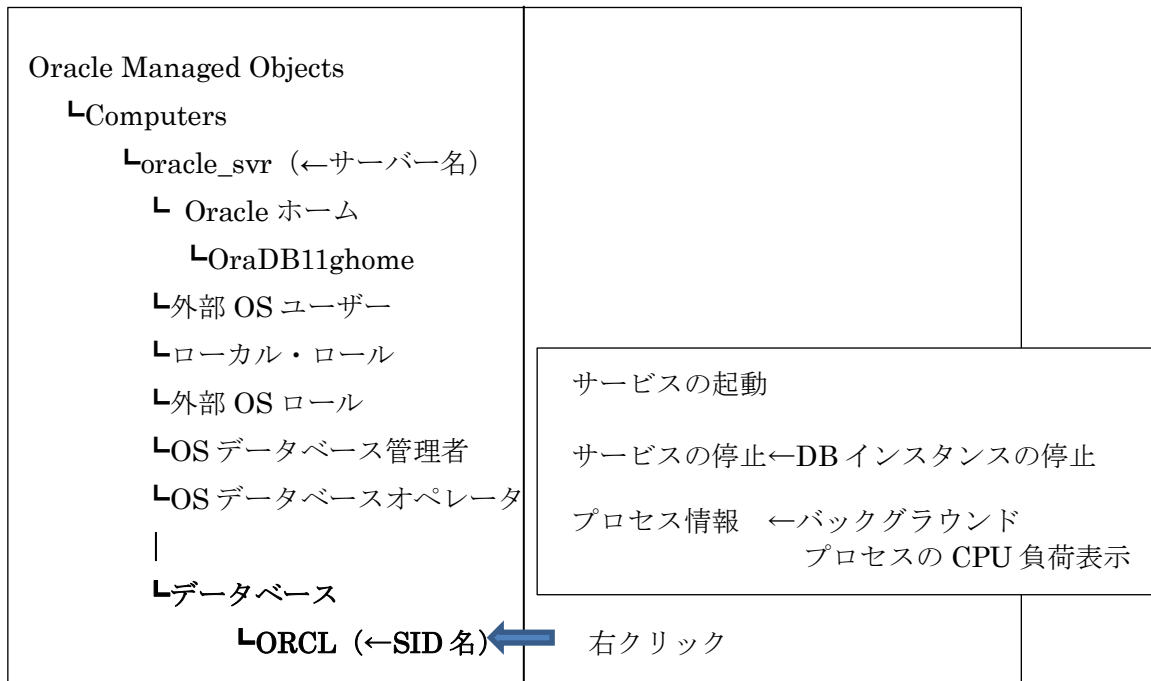 Oracle Managed Objects
┗Computers
┗oracle_svr（←サーバー名）
┗ Oracle ホーム
┗OraDB11ghome
┗外部 OS ユーザー
┗ローカル・ロール
┗外部 OS ロール
┗OS データベース管理者
┗OS データベースオペレータ
｜
┗データベース
┗ORCL（←SID 名）
サービスの起動
サービスの停止←DB インスタンスの停止
プロセス情報　←バックグラウンド
プロセスの CPU 負荷表示
右クリック